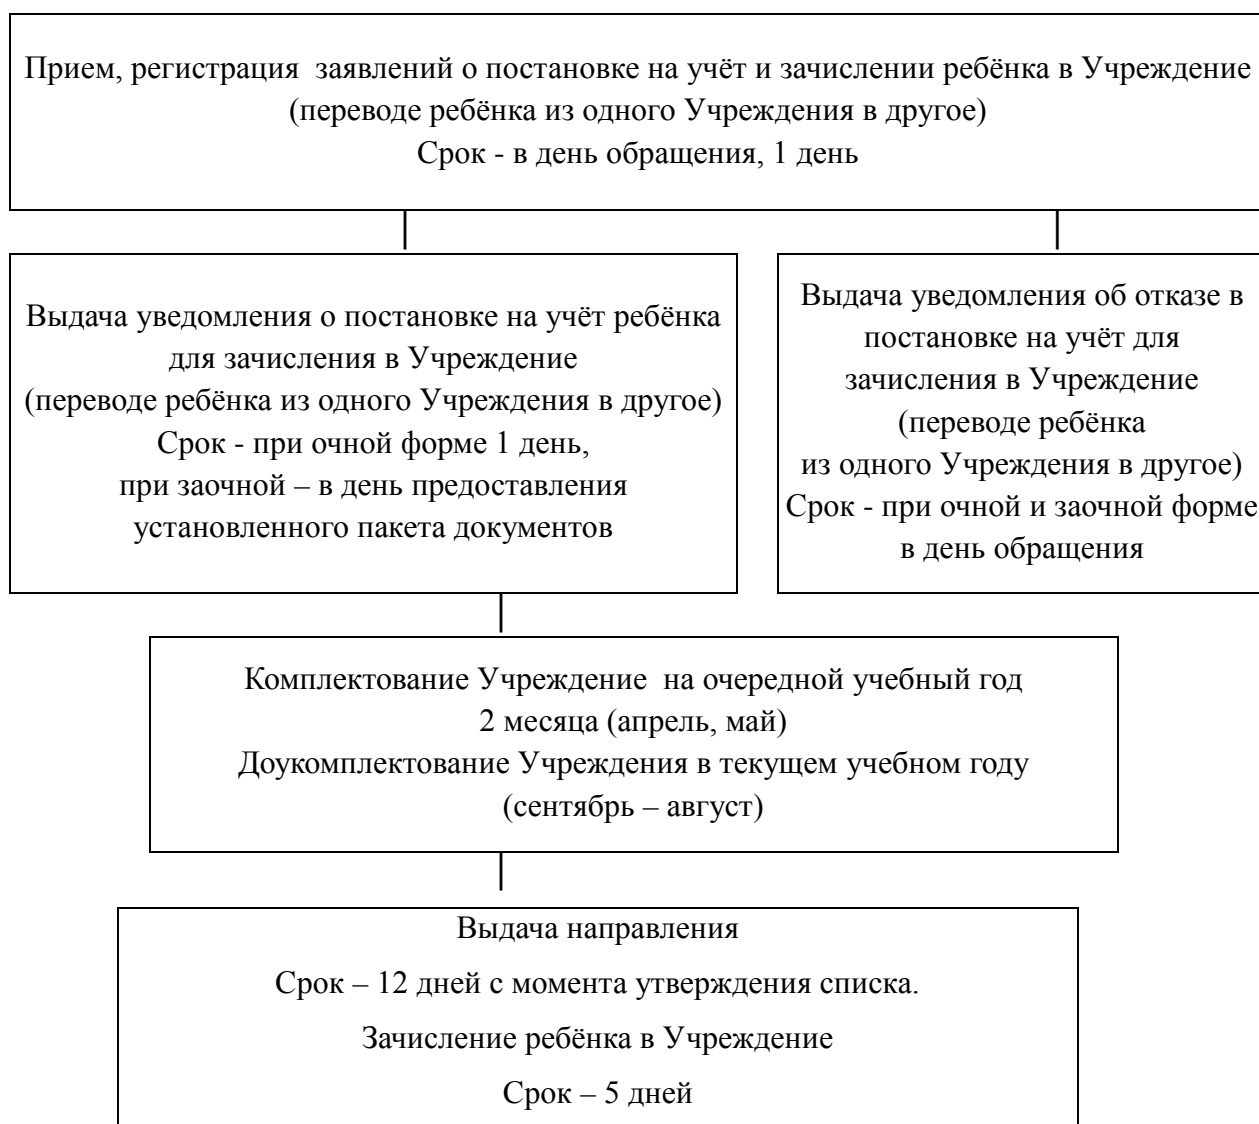 Прием, регистрация  заявлений о постановке на учёт и зачислении ребёнка в Учреждение
(переводе ребёнка из одного Учреждения в другое)
Срок - в день обращения, 1 день
Выдача уведомления о постановке на учёт ребёнка
для зачисления в Учреждение
(переводе ребёнка из одного Учреждения в другое)
Срок - при очной форме 1 день,
при заочной – в день предоставления
установленного пакета документов
Выдача уведомления об отказе в
постановке на учёт для
зачисления в Учреждение
(переводе ребёнка
из одного Учреждения в другое)
Срок - при очной и заочной форме
в день обращения
Комплектование Учреждение  на очередной учебный год
2 месяца (апрель, май)
Доукомплектование Учреждения в текущем учебном году
(сентябрь – август)
Выдача направления
Срок – 12 дней с момента утверждения списка.
Зачисление ребёнка в Учреждение
Срок – 5 дней